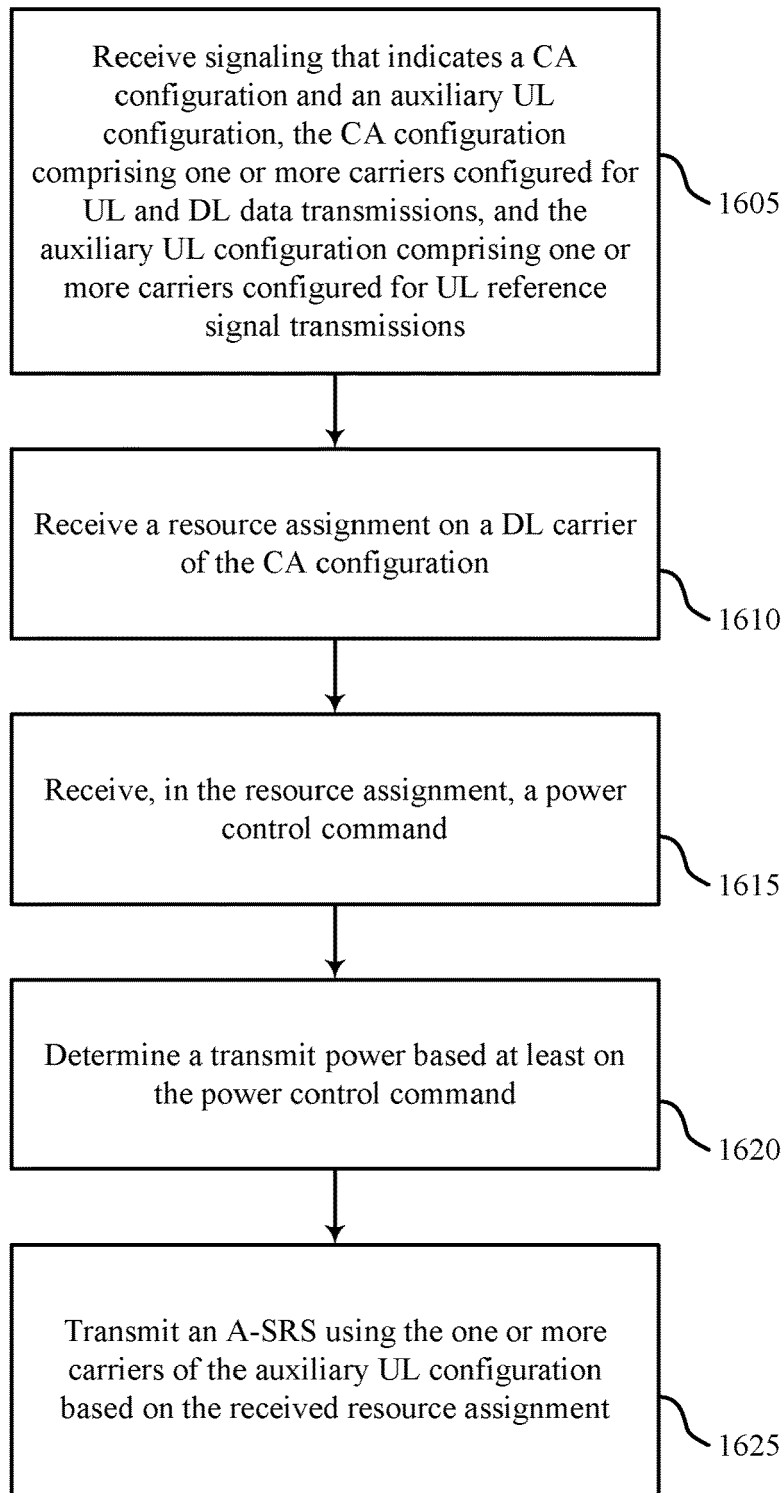 Receive signaling that indicates a CA
configuration and an auxiliary UL
configuration, the CA configuration
comprising one or more carriers configured for
UL and DL data transmissions, and the
auxiliary UL configuration comprising one or
more carriers configured for UL reference
signal transmissions
1605
Receive a resource assignment on a DL carrier
of the CA configuration
1610
Receive, in the resource assignment, a power
control command
1615
Determine a transmit power based at least on
the power control command
1620
Transmit an A-SRS using the one or more
carriers of the auxiliary UL configuration
based on the received resource assignment
1625